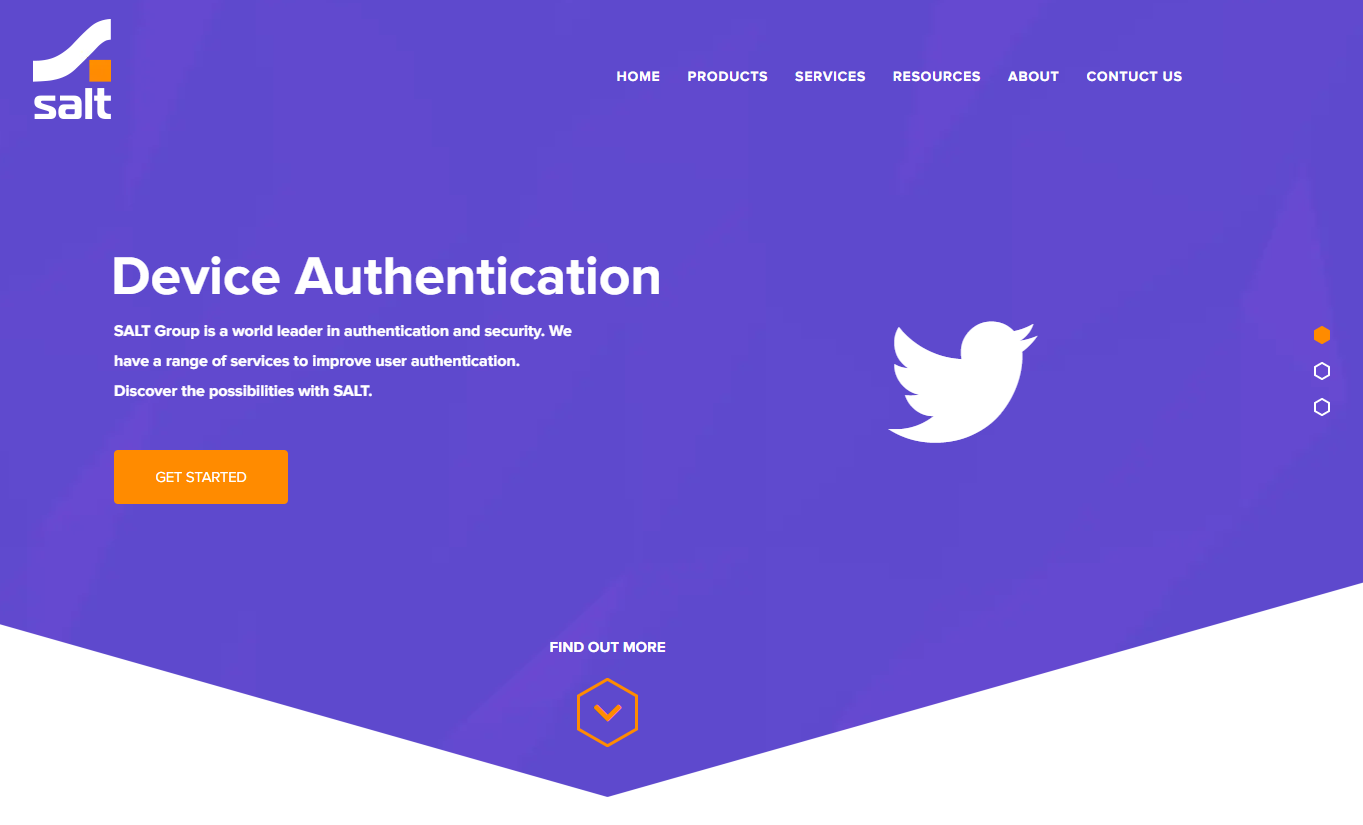 salt
HOME PRODUCTS SERVICES RESOURCES ABOUT CONTUCT US
Device Authentication
SALT Group is a world leader in authentication and security. We
have a range of services to improve user authentication.
Discover the possibilities with SALT.
GET STARTED
FIND OUT MORE